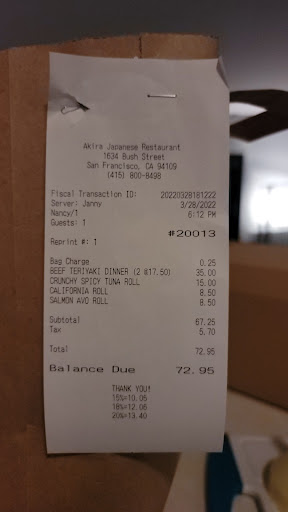 Akira Japanese Restaurant
1634 Bush Street
San Francisco, CA 94109
(415) 800-8498
Fiscal Transaction ID: 20220328181222
Server: Janny 3/28/2022
Nancy/1 6:12 PM
Guests: 1
#20013
Reprint #: 1
Bag Charge 0.25
BEEF TERIYAKI DINNER (2 @17.50) 35.00
CRUNCHY SPICY TUNA ROLL 15.00
CALIFORNIA ROLL 8.50
SALMON AVO ROLL 8.50
Subtotal 67.25
Tax 5.70
Total 72.95
Balance Due 72.95
THANK YOU!
15%=10.05
18%=12.06
20%=13.40